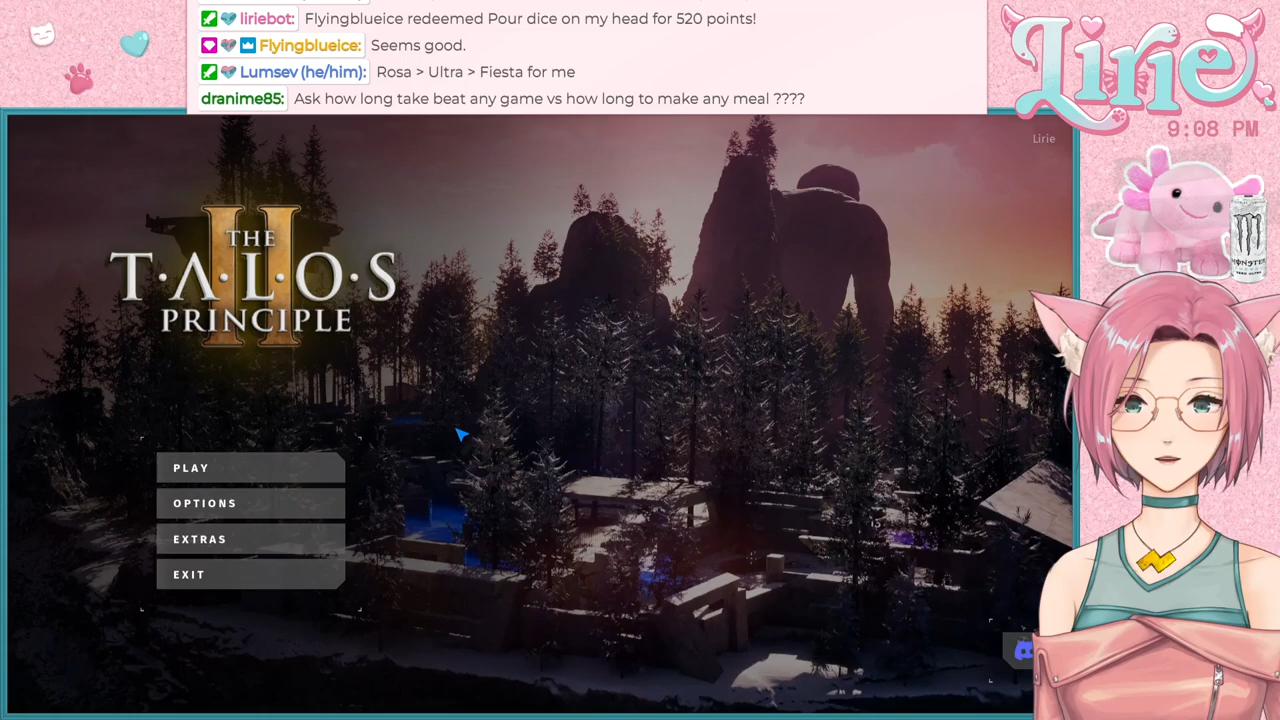 liriebot: Flyingblueice redeemed Pour dice on my head for 520 points!
Flyingblueice: Seems good.
Lumsev (he/him): Rosa > Ultra > Fiesta for me
dranime85: Ask how long take beat any game vs how long to make any meal ????
Lirie
9:08 PM
Lirie
THE
T·A·L·O·S
II
PRINCIPLE
MONSTER
PLAY
OPTIONS
EXTRAS
EXIT